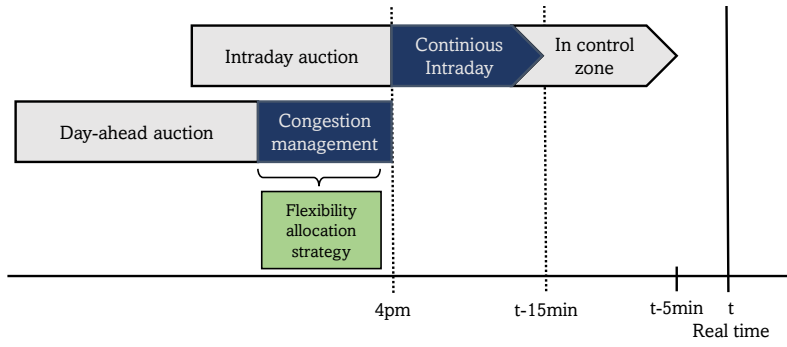 Intraday auction
Continious
Intraday
In control
zone
Day-ahead auction
Congestion
management
Flexibility
allocation
strategy
4pm
t-15min
t-5min
t
Real time